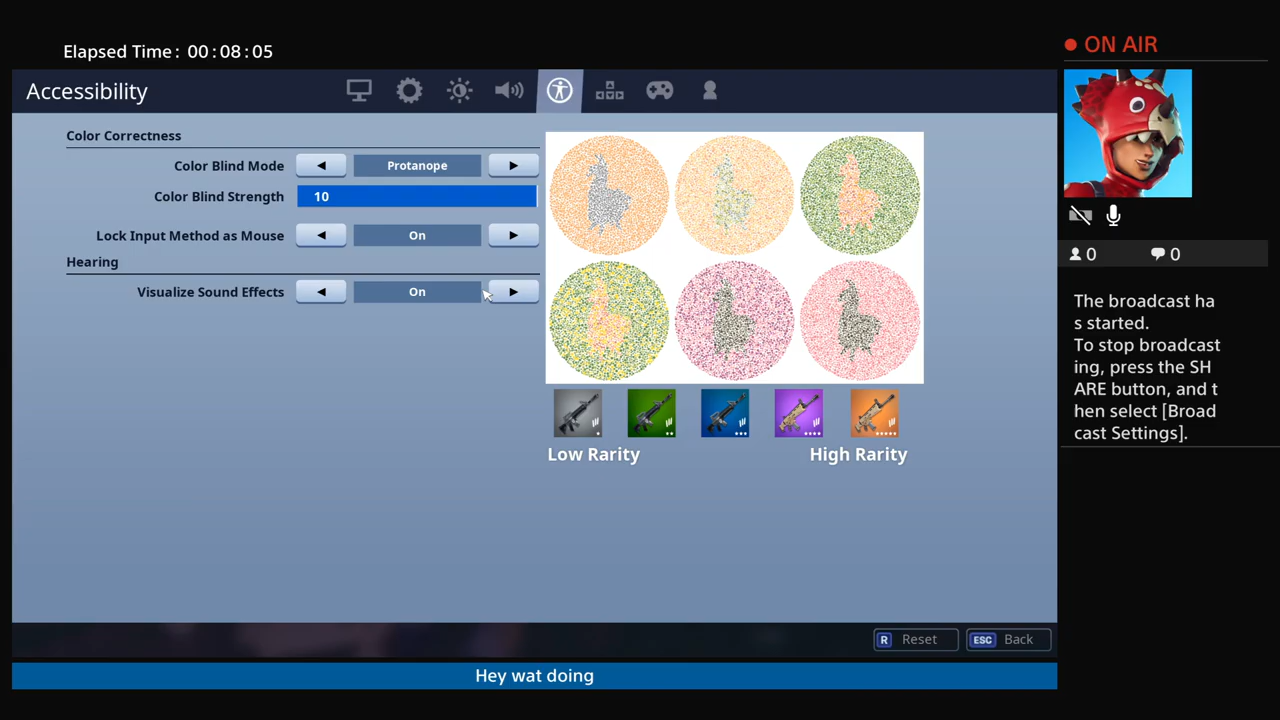 Elapsed Time: 00:08:05
ON AIR
Accessibility
Color Correctness
Color Blind Mode
Protanope
Color Blind Strength
10
Lock Input Method as Mouse
On
Hearing
Visualize Sound Effects
On
Low Rarity
High Rarity
0
0
The broadcast ha
s started.
To stop broadcast
ing, press the SH
ARE button, and t
hen select [Broad
cast Settings].
R Reset
ESC Back
Hey wat doing